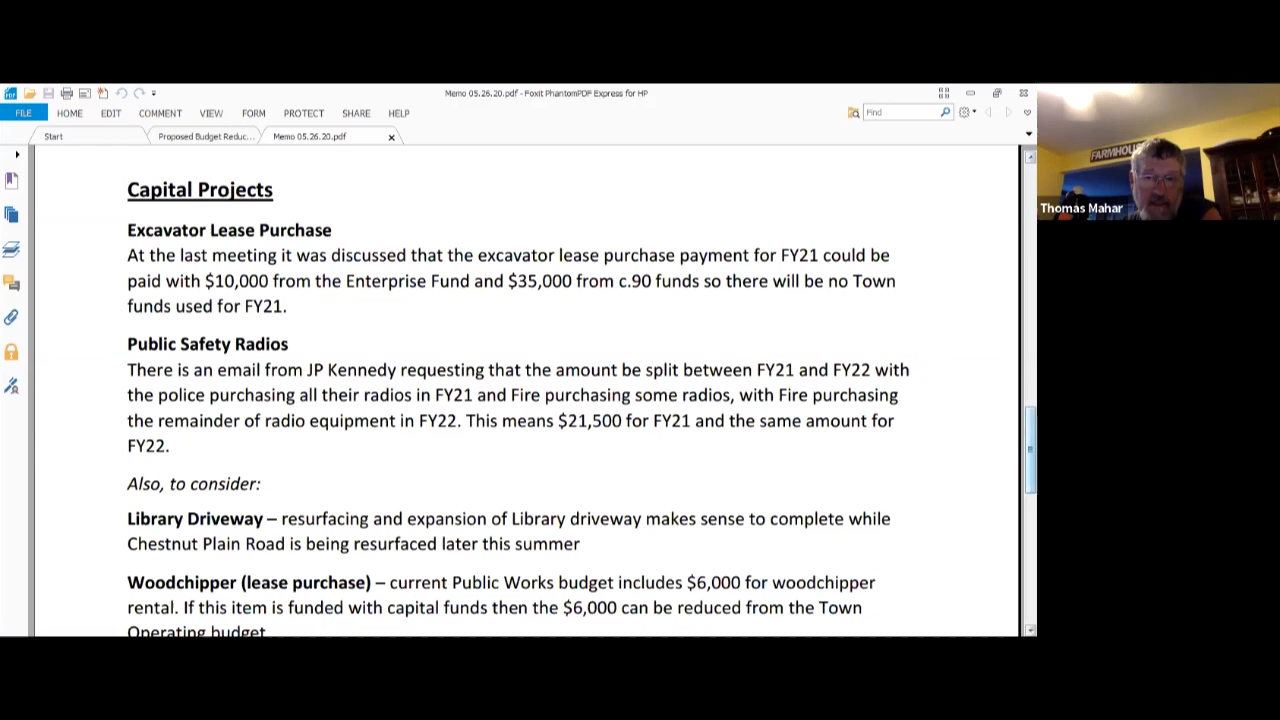 Memo 05.26.20.pdf - Foxit PhantomPDF Express for HP
FILE HOME EDIT COMMENT VIEW FORM PROTECT SHARE HELP
Find
Start
Proposed Budget Reduc...
Memo 05.26.20.pdf
Capital Projects
Excavator Lease Purchase
At the last meeting it was discussed that the excavator lease purchase payment for FY21 could be
paid with $10,000 from the Enterprise Fund and $35,000 from c.90 funds so there will be no Town
funds used for FY21.
Public Safety Radios
There is an email from JP Kennedy requesting that the amount be split between FY21 and FY22 with
the police purchasing all their radios in FY21 and Fire purchasing some radios, with Fire purchasing
the remainder of radio equipment in FY22. This means $21,500 for FY21 and the same amount for
FY22.
Also, to consider:
Library Driveway – resurfacing and expansion of Library driveway makes sense to complete while
Chestnut Plain Road is being resurfaced later this summer
Woodchipper (lease purchase) – current Public Works budget includes $6,000 for woodchipper
rental. If this item is funded with capital funds then the $6,000 can be reduced from the Town
Operating budget
FARMHOUS
Thomas Mahar